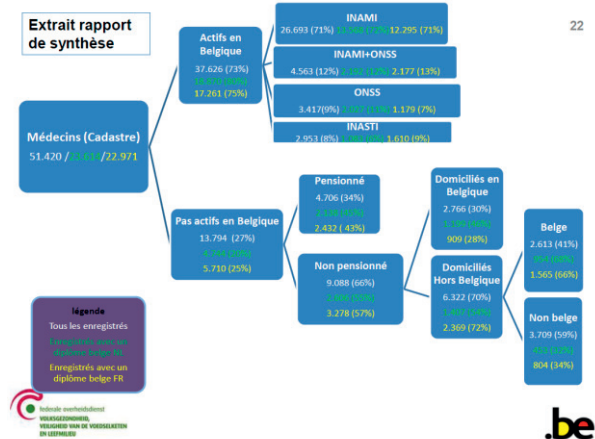 Extrait rapport
de synthèse
22
Médecins (Cadastre)
51.420 / /22.971
Actifs en
Belgique
37.626 (73%)
17.261 (75%)
INAMI
26.693 (71%) 12.295 (71%)
INAMI+ONSS
4.563 (12%) 2.177 (13%)
ONSS
3.417(9%) 1.179 (7%)
INASTI
2.953 (8%) 1.610 (9%)
Pas actifs en Belgique
13.794 (27%)
5.710 (25%)
Pensionné
4.706 (34%)
2.432 ( 43%)
Non pensionné
9.088 (66%)
3.278 (57%)
Domiciliés en
Belgique
2.766 (30%)
909 (28%)
Domiciliés
Hors Belgique
6.322 (70%)
2.369 (72%)
Belge
2.613 (41%)
1.565 (66%)
Non belge
3.709 (59%)
804 (34%)
légende
Tous les enregistrés
Enregistrés avec un
diplôme belge NL
Enregistrés avec un
diplôme belge FR
federale overheidsdienst
VOLKSGEZONDHEID,
VEILIGHEID VAN DE VOEDSELKETEN
EN LEEFMILIEU
.be